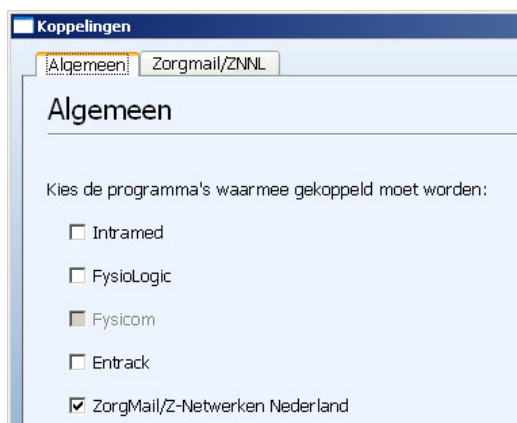 Koppelingen
Algemeen Zorgmail/ZNNL
Algemeen
Kies de programma's waarmee gekoppeld moet worden:
Intramed
FysioLogic
Fysicom
Entrack
ZorgMail/Z-Netwerken Nederland